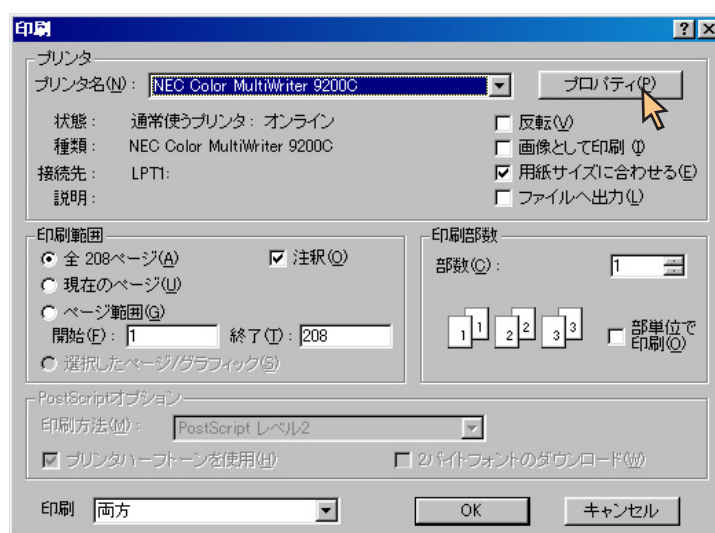 印刷
プリンタ
プリンタ名(N): NEC Color MultiWriter 9200C プロパティ(P)
状態: 通常使うプリンタ: オンライン
反転(V)
種類: NEC Color MultiWriter 9200C
画像として印刷(I)
接続先: LPT1:
用紙サイズに合わせる(E)
説明:
ファイルへ出力(L)
印刷範囲
全 208ページ(A) 注釈(O)
現在のページ(U)
ページ範囲(G)
開始(F): 1 終了(T): 208
選択したページ/グラフィック(S)
印刷部数
部数(C): 1
1 1 2 2 3 3
部単位で
印刷(O)
PostScriptオプション
印刷方法(M): PostScript レベル2
プリンタハーフトーンを使用(H) 2バイトフォントのダウンロード(W)
印刷 両方 OK キャンセル